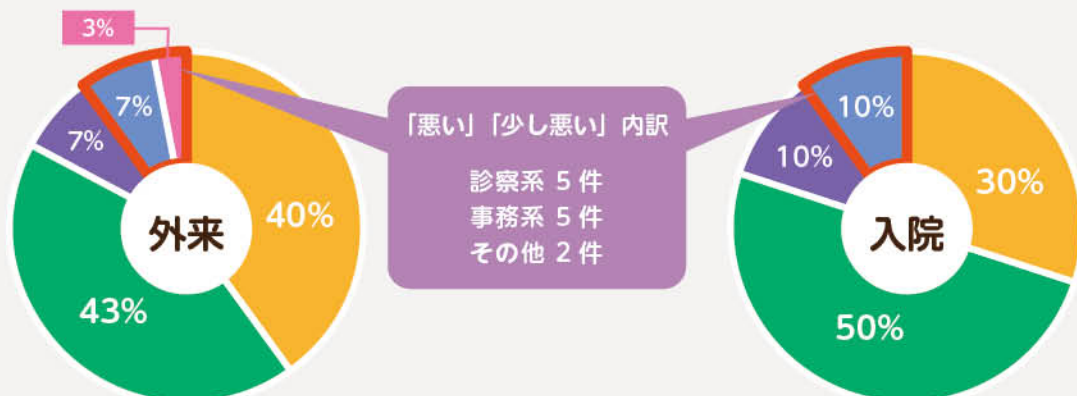 3%
7%
7%
40%
外来
43%
「悪い」「少し悪い」内訳
診察系 5 件
事務系 5 件
その他 2 件
10%
10%
30%
入院
50%